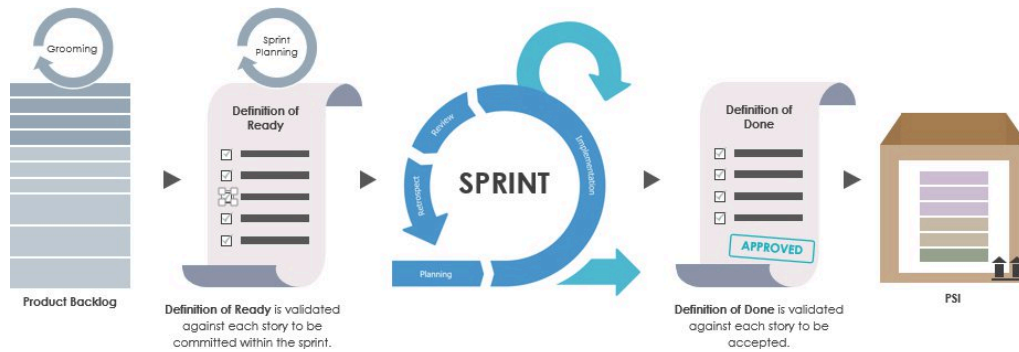 Grooming
Product Backlog
Sprint
Planning
Definition of
Ready
Definition of Ready is validated
against each story to be
committed within the sprint.
SPRINT
Planning
Implementation
Review
Retrospect
Definition of
Done
APPROVED
Definition of Done is validated
against each story to be
accepted.
PSI